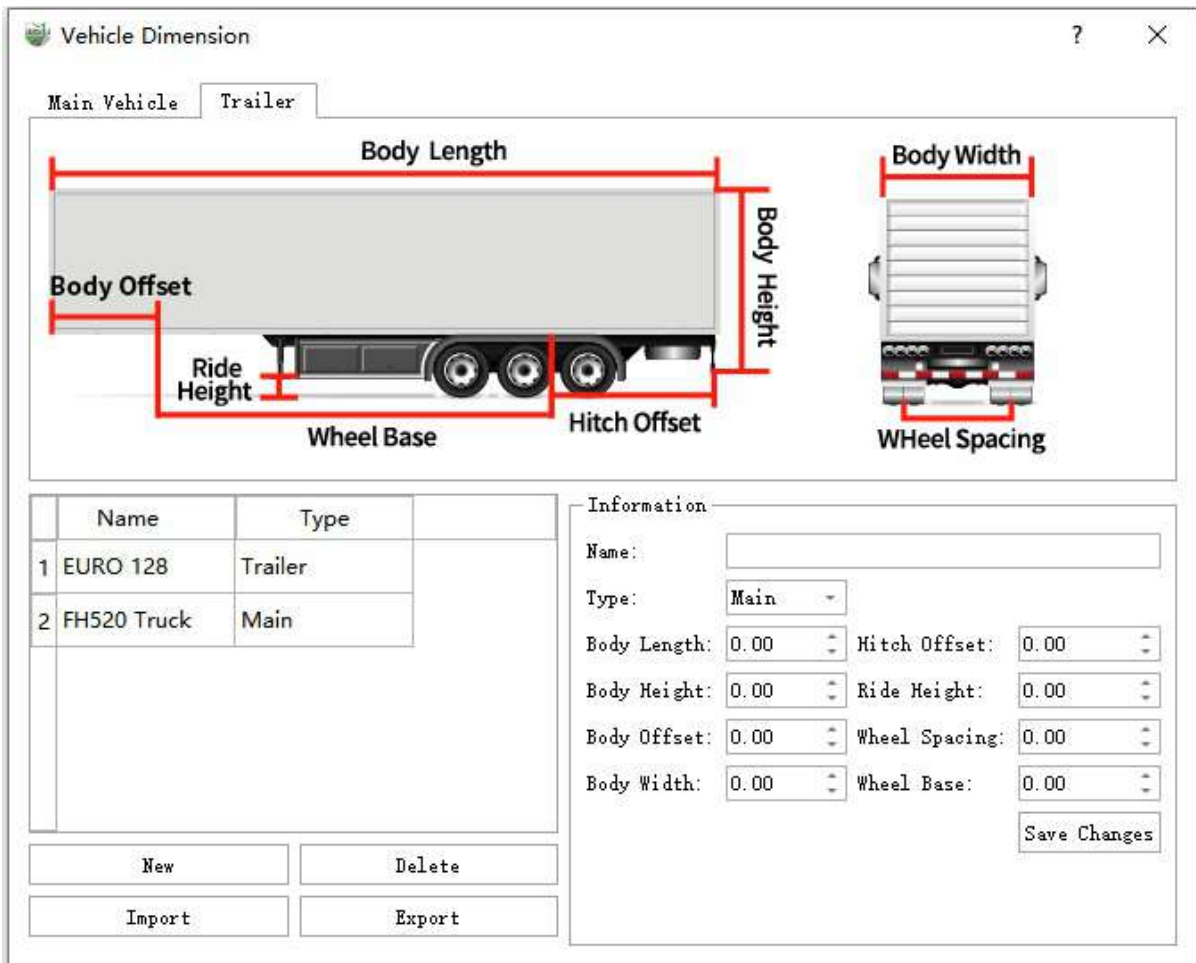 Vehicle Dimension ?
Main Vehicle Trailer
Body Length
Body Width
Body Height
Body Offset
Ride
Height
Wheel Base
Hitch Offset
WHeel Spacing
Name Type
1 EURO 128 Trailer
2 FH520 Truck Main
New Delete
Import Export
Information
Name:
Type: Main
Body Length: 0.00 Hitch Offset: 0.00
Body Height: 0.00 Ride Height: 0.00
Body Offset: 0.00 Wheel Spacing: 0.00
Body Width: 0.00 Wheel Base: 0.00
Save Changes